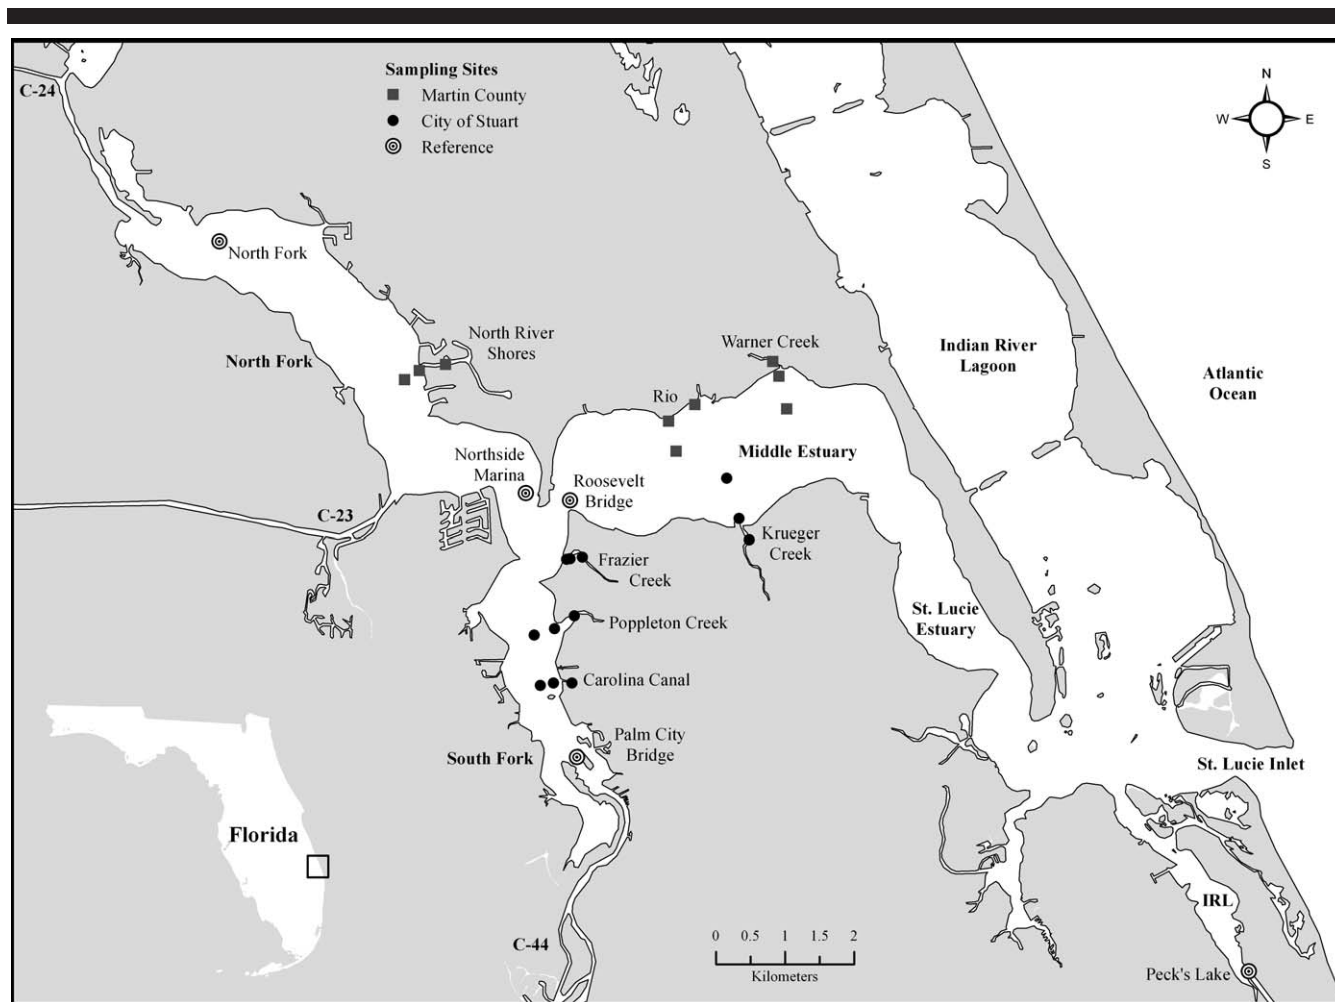 Sampling Sites
Martin County
City of Stuart
Reference
N
W
E
S
C-24
North Fork
North River
Shores
North Fork
Warner Creek
Rio
Indian River
Lagoon
Atlantic
Ocean
Middle Estuary
Northside
Marina
Roosevelt
Bridge
C-23
Krueger
Creek
Frazier
Creek
Poppleton Creek
St. Lucie
Estuary
Carolina Canal
Palm City
Bridge
South Fork
St. Lucie Inlet
Florida
IRL
C-44
0 0.5 1 1.5 2
Kilometers
Peck's Lake